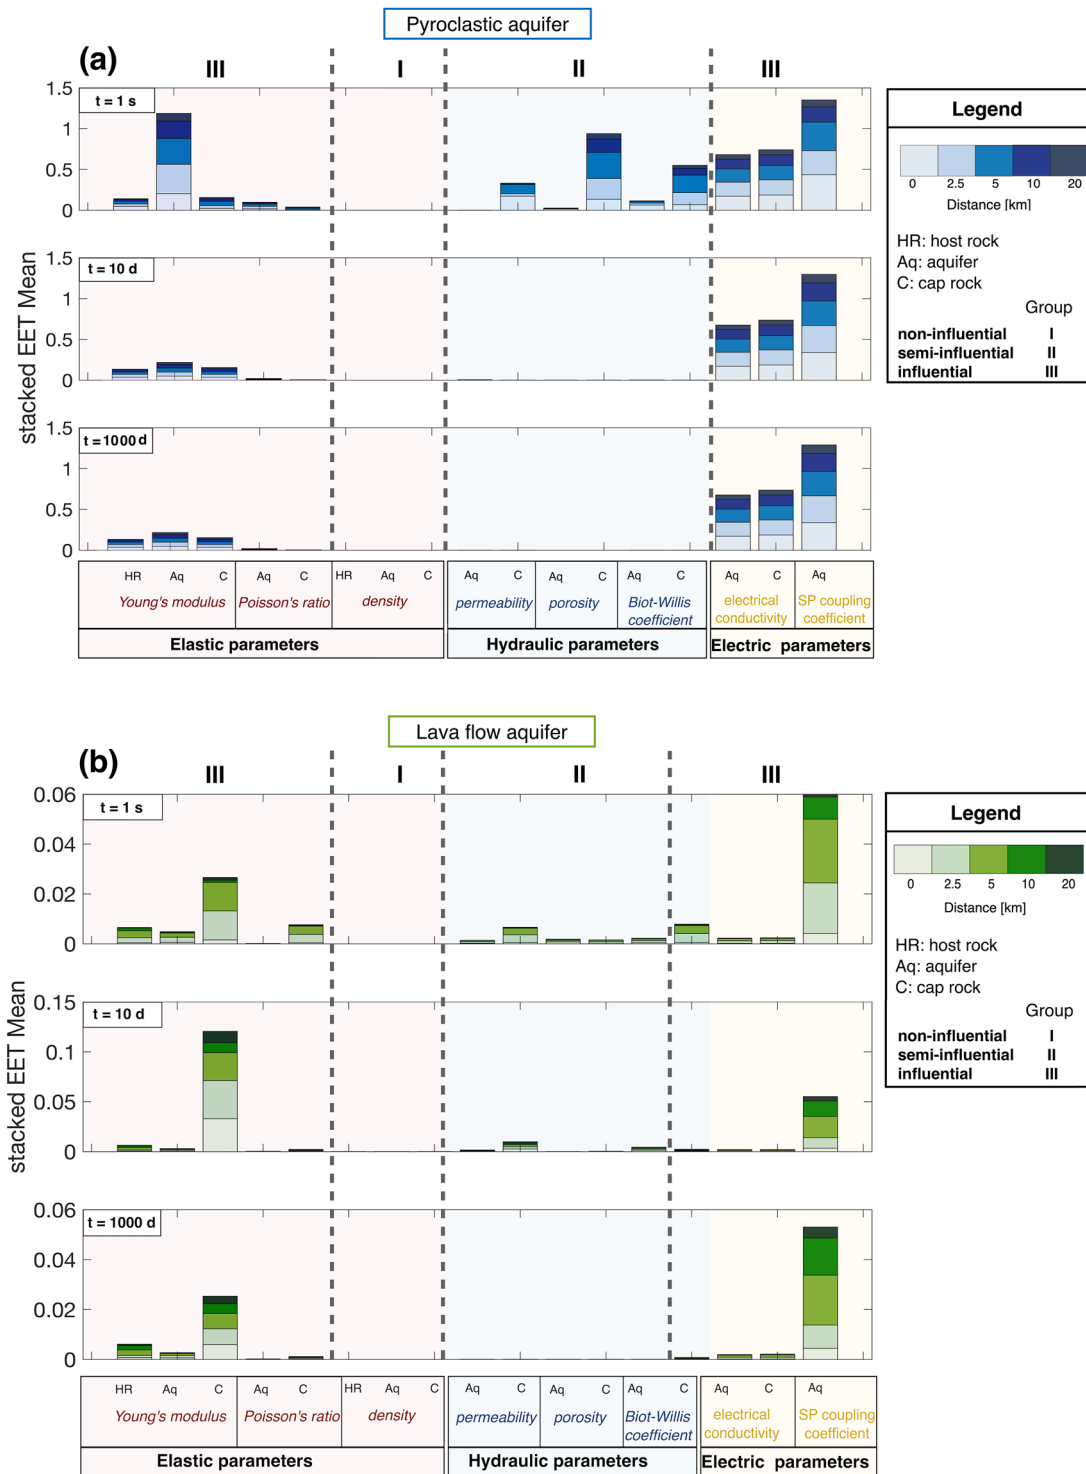 Pyroclastic aquifer
(a)
III I II III
stacked EET Mean
t = 1 s
1.5
1
0.5
0
t = 10 d
1.5
1
0.5
0
t = 1000 d
1.5
1
0.5
0
HR Aq C Aq C HR Aq C Aq C Aq C Aq C Aq C Aq
Young's modulus Poisson's ratio density permeability porosity Biot-Willis coefficient electrical conductivity SP coupling coefficient
Elastic parameters Hydraulic parameters Electric parameters
Legend
0 2.5 5 10 20
Distance [km]
HR: host rock
Aq: aquifer
C: cap rock
Group
non-influential I
semi-influential II
influential III
Lava flow aquifer
(b)
III I II III
stacked EET Mean
t = 1 s
0.06
0.04
0.02
0
t = 10 d
0.15
0.1
0.05
0
t = 1000 d
0.06
0.04
0.02
0
HR Aq C Aq C HR Aq C Aq C Aq C Aq C Aq C Aq
Young's modulus Poisson's ratio density permeability porosity Biot-Willis coefficient electrical conductivity SP coupling coefficient
Elastic parameters Hydraulic parameters Electric parameters
Legend
0 2.5 5 10 20
Distance [km]
HR: host rock
Aq: aquifer
C: cap rock
Group
non-influential I
semi-influential II
influential III